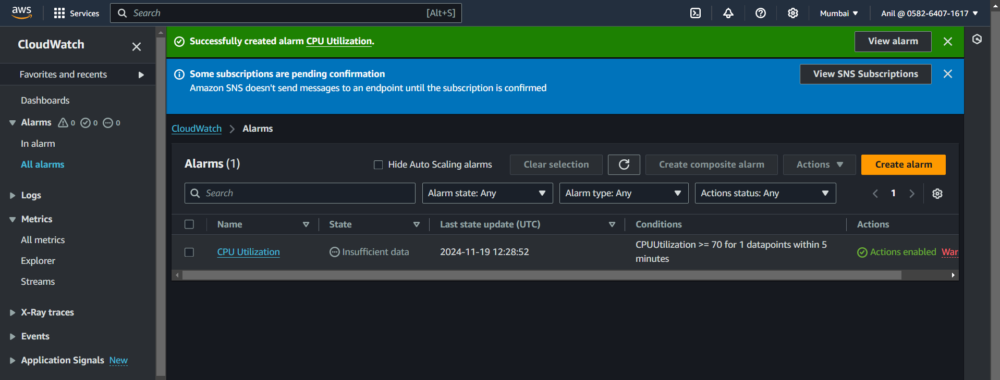 aws
Services
Search
[Alt+S]
Mumbai
Anil @ 0582-6407-1617
CloudWatch
Favorites and recents
Dashboards
Alarms 0 0 0
In alarm
All alarms
Logs
Metrics
All metrics
Explorer
Streams
X-Ray traces
Events
Application Signals New
Successfully created alarm CPU Utilization.
View alarm
Some subscriptions are pending confirmation
Amazon SNS doesn't send messages to an endpoint until the subscription is confirmed
View SNS Subscriptions
CloudWatch > Alarms
Alarms (1)
Hide Auto Scaling alarms
Clear selection
Create composite alarm
Actions
Create alarm
Search
Alarm state: Any
Alarm type: Any
Actions status: Any
1
Name
State
Last state update (UTC)
Conditions
Actions
CPU Utilization
Insufficient data
2024-11-19 12:28:52
CPUUtilization >= 70 for 1 datapoints within 5
minutes
Actions enabled
War